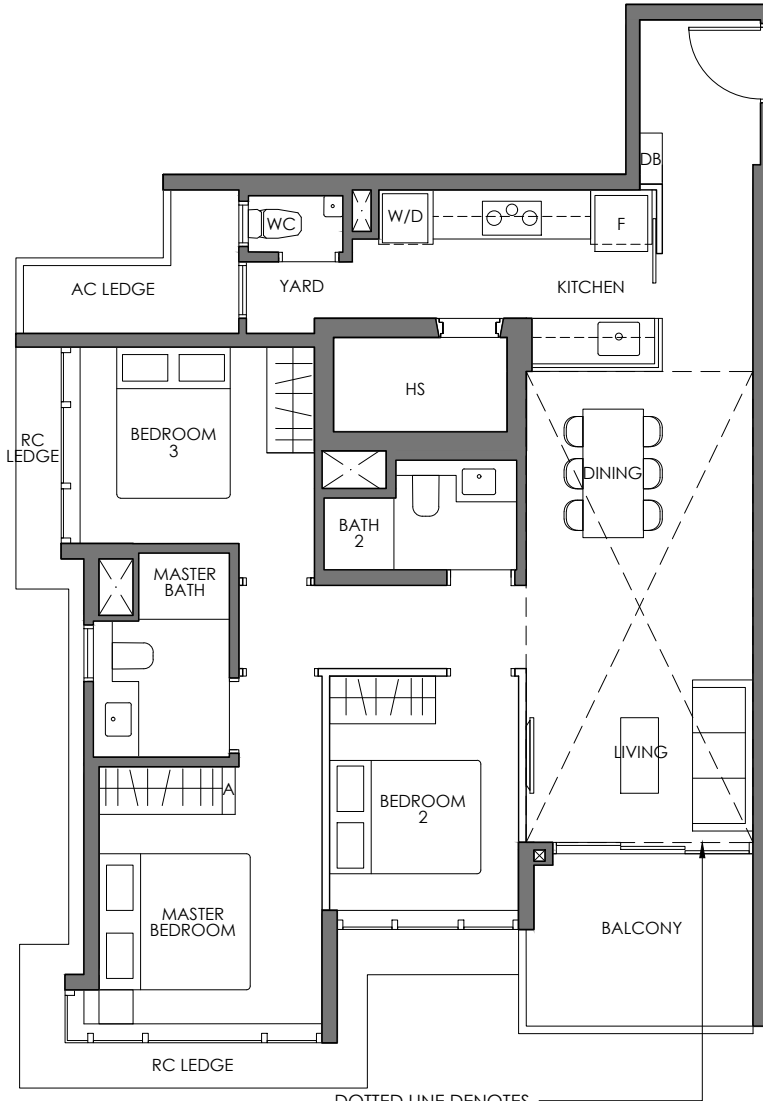 DB
WC
W/D
F
AC LEDGE
YARD
KITCHEN
HS
BEDROOM
3
RC
LEDGE
DINING
BATH
2
MASTER
BATH
LIVING
A
BEDROOM
2
MASTER
BEDROOM
BALCONY
RC LEDGE
DOTTED LINE DENOTES